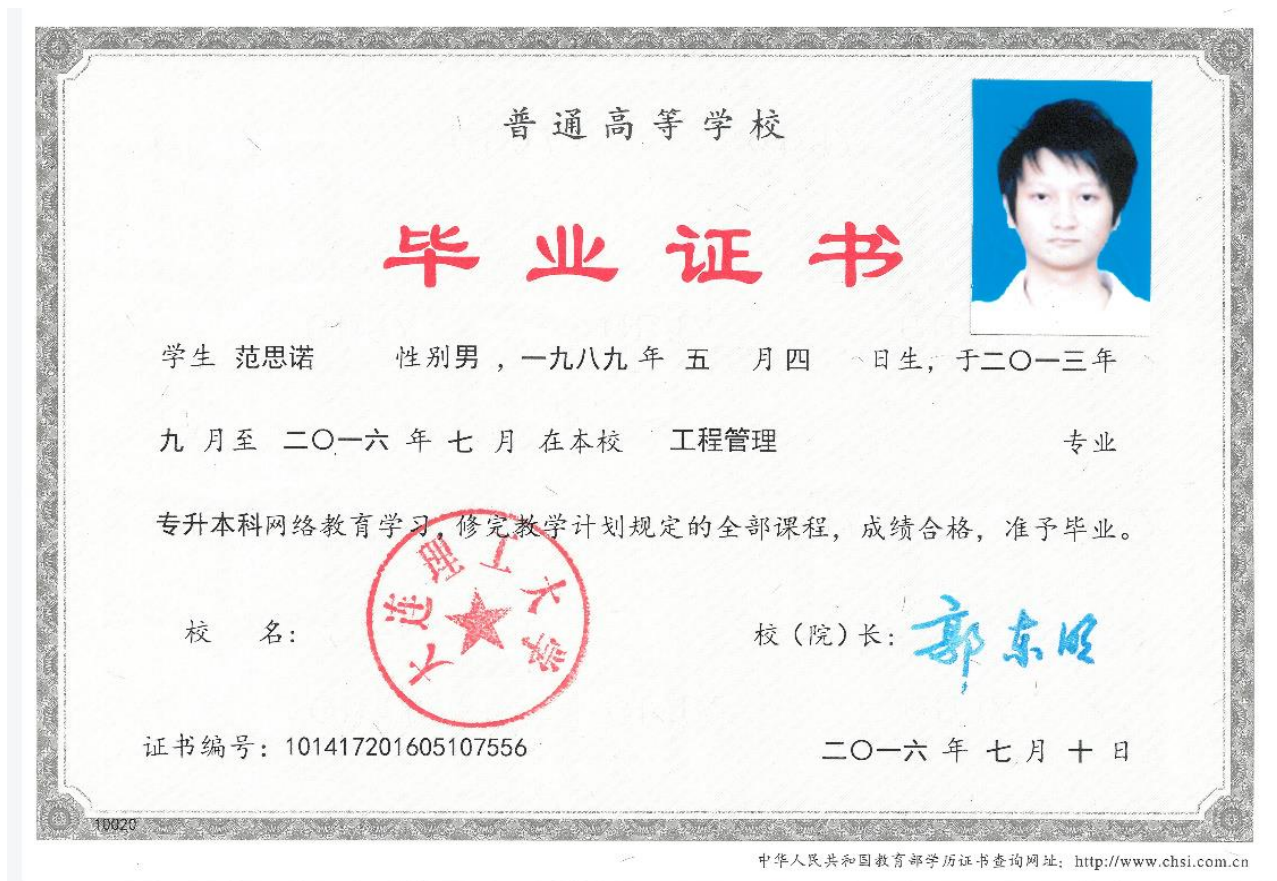 普通高等学校
毕业证书
学生 范思诺 性别男，一九八九年 五 月四 日生，于二〇一三年
九 月至 二〇一六 年 七 月 在本校 工程管理 专业
专升本科网络教育学习，修完教学计划规定的全部课程，成绩合格，准予毕业。
大连理工大学
校 名：
校（院）长：郭东明
证书编号：101417201605107556
二〇一六 年 七 月 十 日
10020
中华人民共和国教育部学历证书查询网址：http://www.chsi.com.cn